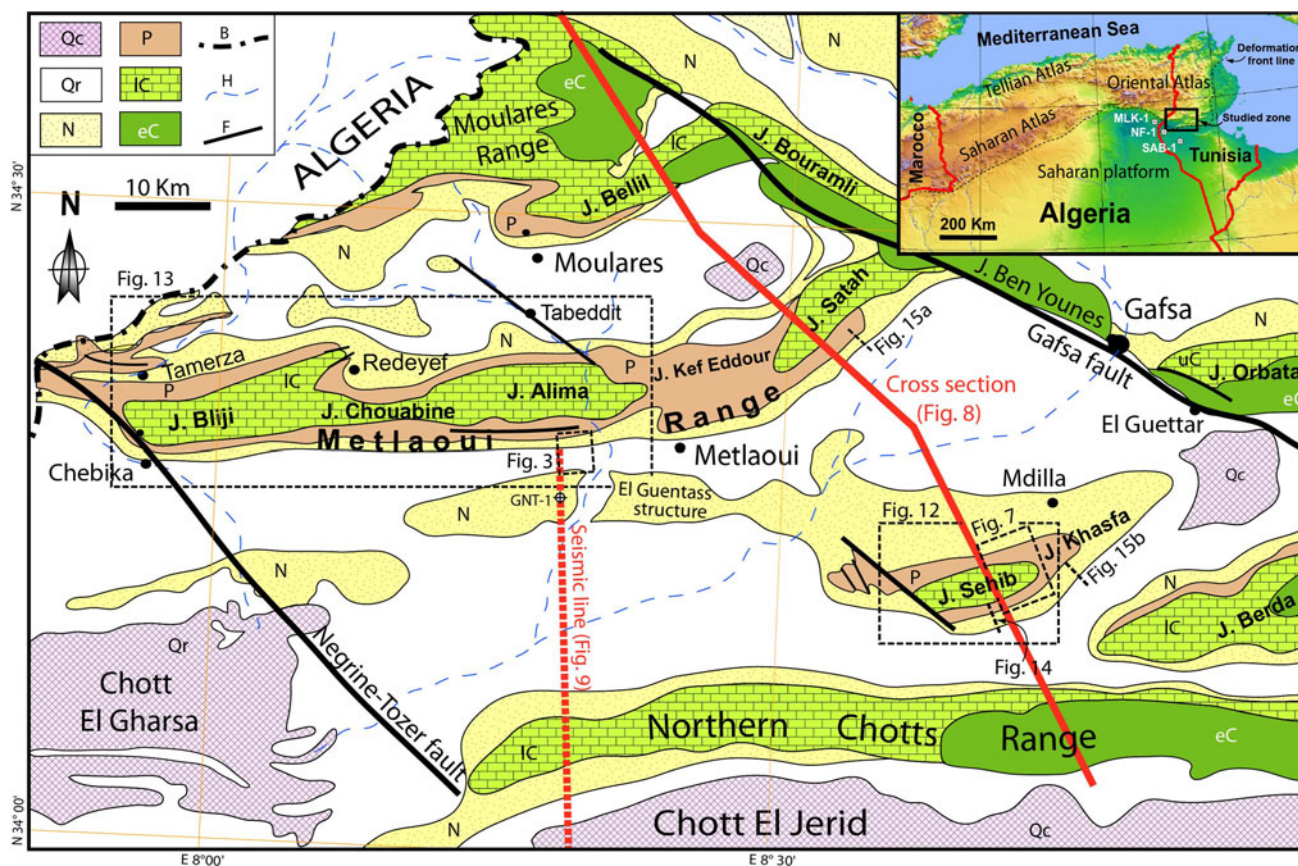 Qc
P
B
Qr
lC
H
N
eC
F
10 Km
N
ALGERIA
Moulares
Range
eC
N
N
lC
J. Bouramli
J. Bellil
P
N
Moulares
Qc
J. Satah
J. Ben Younes
Gafsa
N
Gafsa fault
uC
J. Orbata
eC
El Guettar
Qc
Fig. 13
Tabeddit
Tamerza
P
lC
Redeyef
N
P
J. Kef Eddour
Fig. 15a
J. Bliji
J. Chouabine
J. Alima
Metlaoui
Range
Cross section
(Fig. 8)
Chebika
Fig. 3
Metlaoui
GNT-1
N
El Guentass
structure
Mdilla
Fig. 12
Fig. 7
J. Khasfa
Fig. 15b
P
J. Sehib
Fig. 14
N
lC
J. Berda
N
Seismic line (Fig. 9)
Negrine-Tozer fault
Qr
Chott
El Gharsa
Northern Chotts Range
lC
eC
N
Chott El Jerid
Qc
N 34°30'
N 34°00'
E 8°00'
E 8°30'
Mediterranean Sea
Deformation
front line
Tellian Atlas
Oriental Atlas
Saharan Atlas
MLK-1
NF-1
SAB-1
Studied
zone
Marocco
Tunisia
Saharan platform
Algeria
200 Km